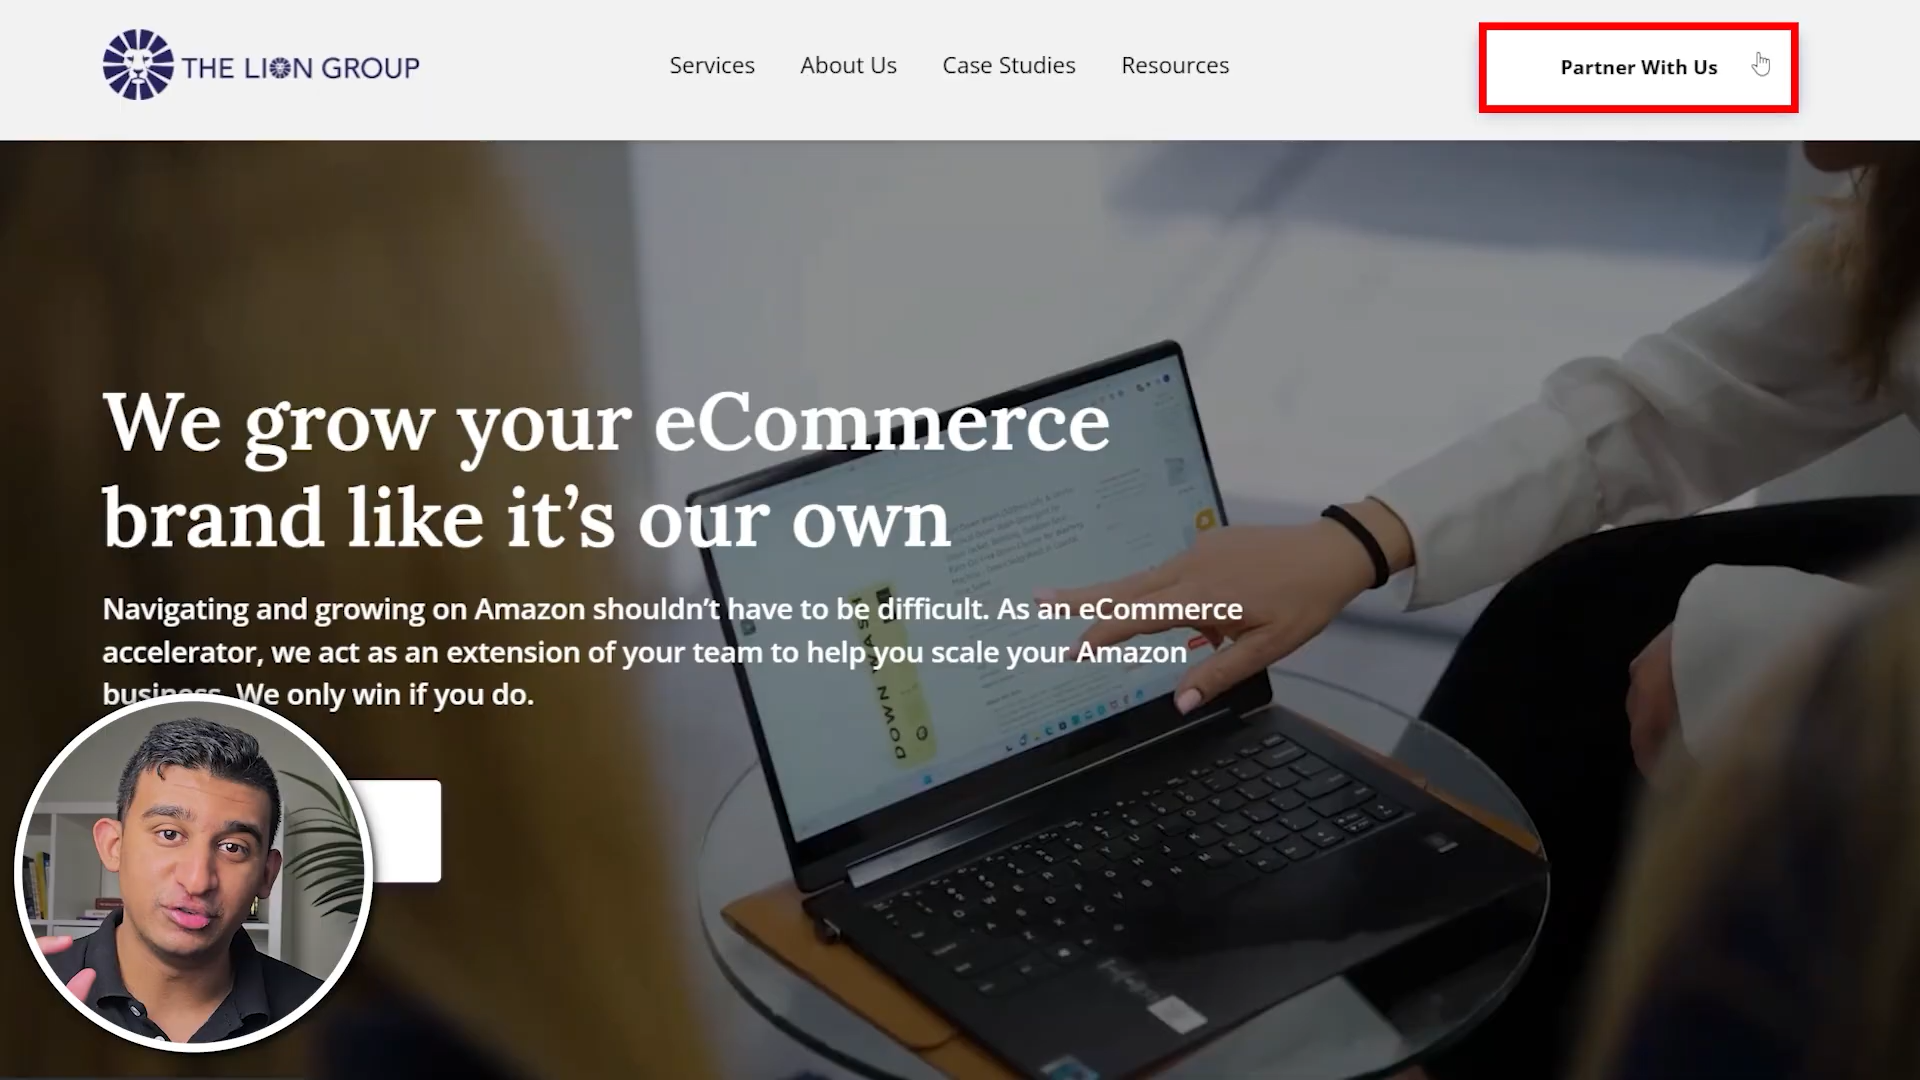 THE LION GROUP
Services
About Us
Case Studies
Resources
Partner With Us
We grow your eCommerce
brand like it’s our own
Navigating and growing on Amazon shouldn’t have to be difficult. As an eCommerce
accelerator, we act as an extension of your team to help you scale your Amazon
business. We only win if you do.
DOWN WASH